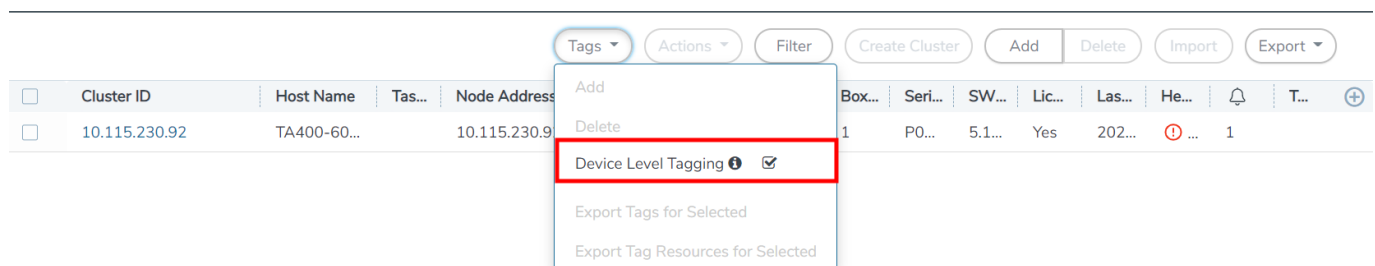 Tags Actions Filter Create Cluster Add Delete Import Export
Add
Cluster ID Host Name Tas... Node Address Box... Seri... SW... Lic... Las... He... T...
Delete
10.115.230.92 TA400-60... 10.115.230.9 1 P0... 5.1... Yes 202... ... 1
Device Level Tagging
Export Tags for Selected
Export Tag Resources for Selected